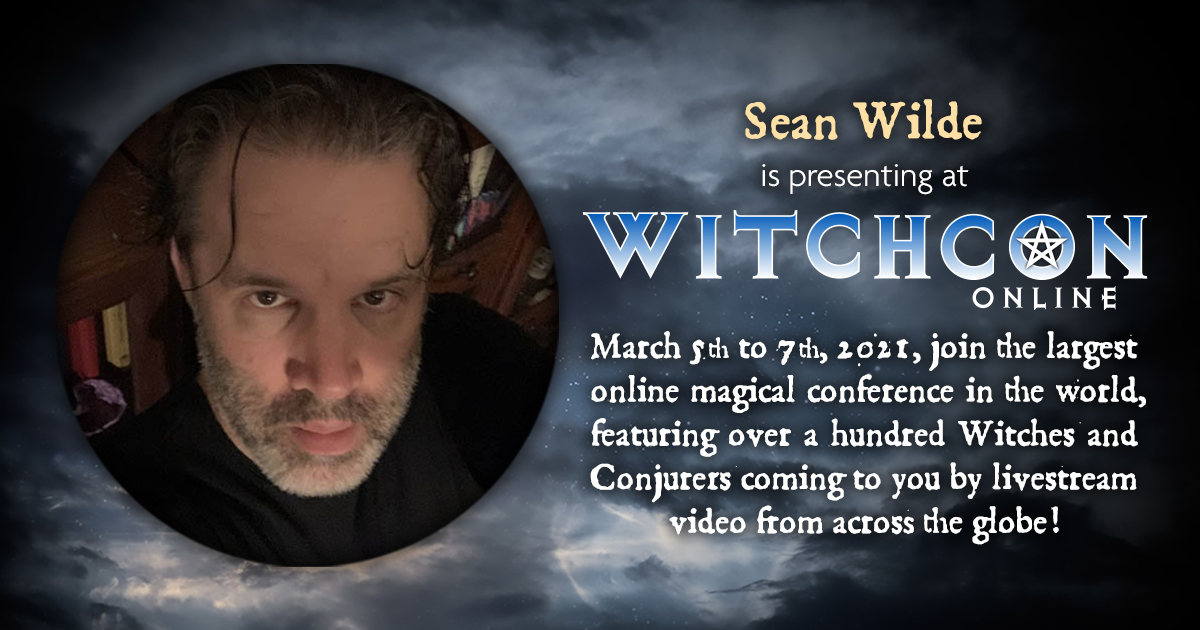 Sean Wilde
is presenting at
WITCHCON
ONLINE
March 5th to 7th, 2021, join the largest
online magical conference in the world,
featuring over a hundred Witches and
Conjurers coming to you by livestream
video from across the globe!